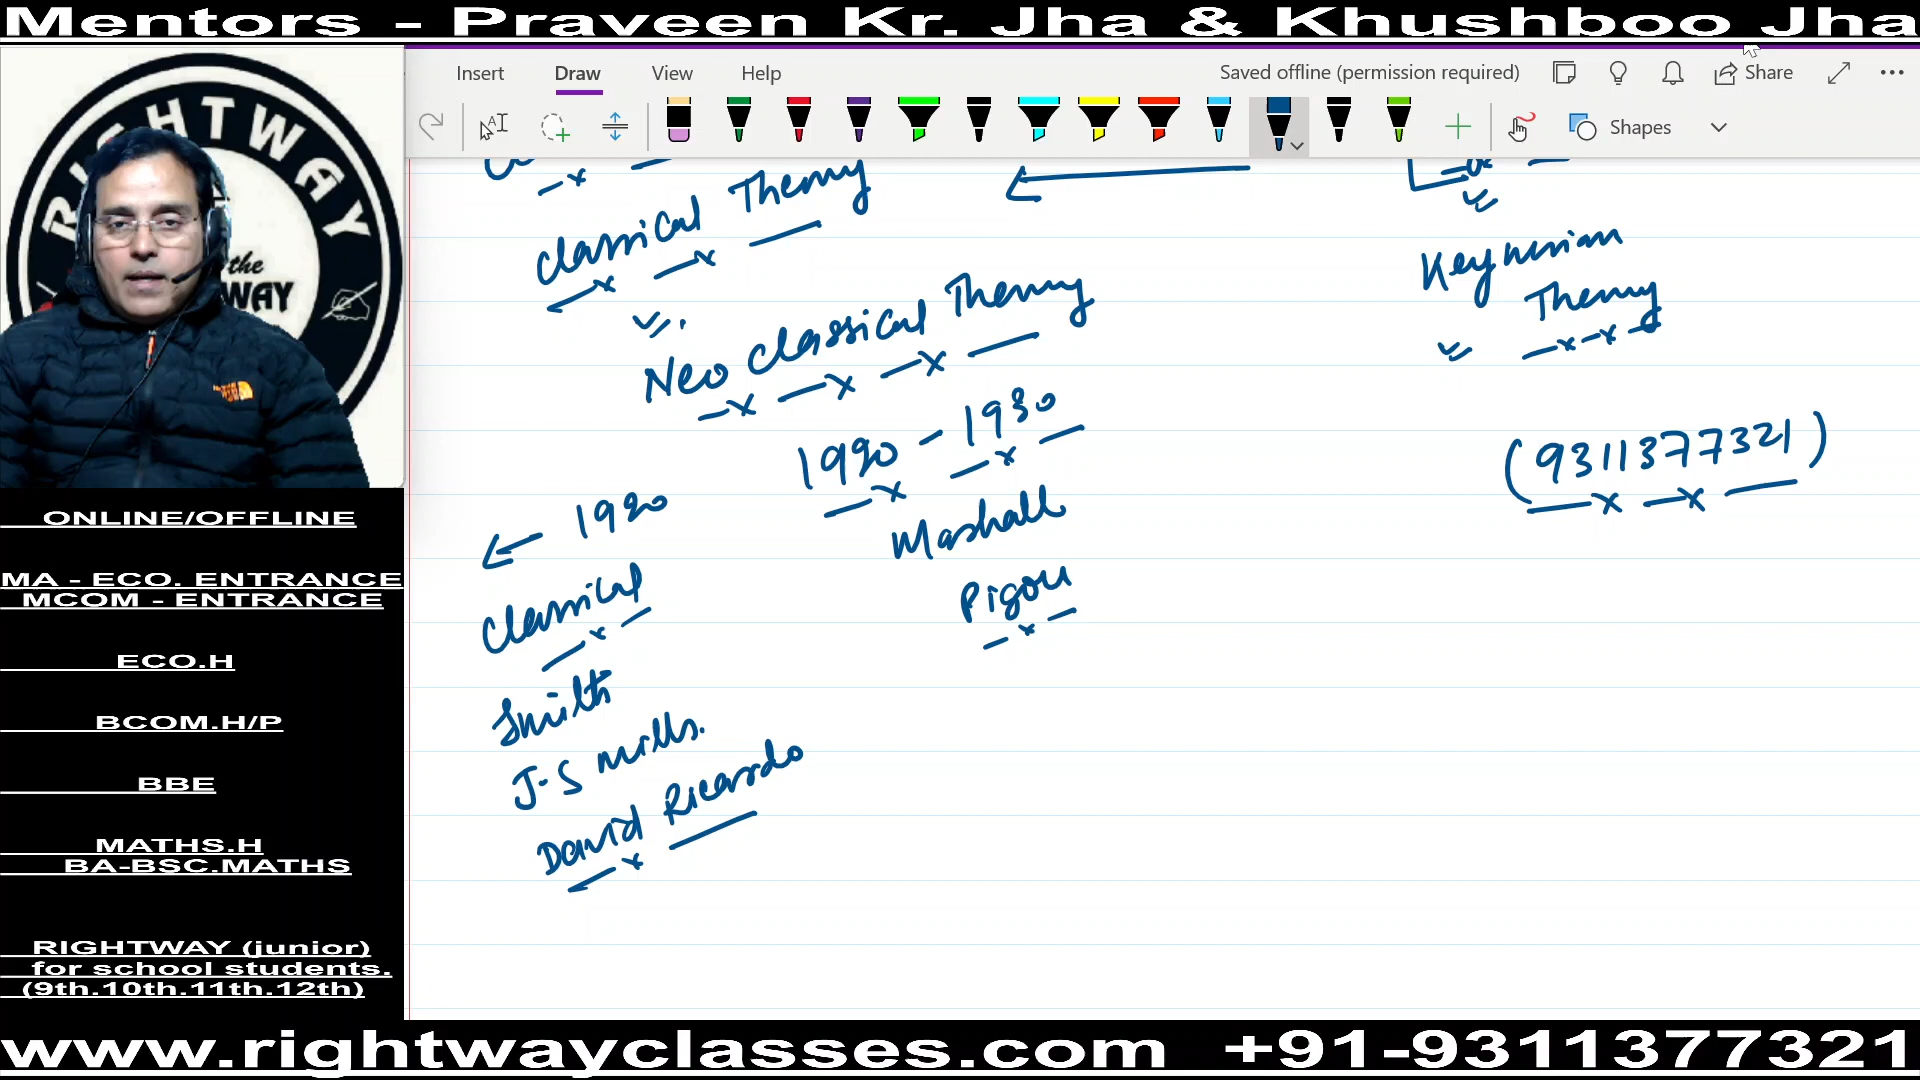 Mentors - Praveen Kr. Jha & Khushboo Jha
Insert Draw View Help
Saved offline (permission required)
Share
Shapes
RIGHTWAY
the
WAY
Classical Theory
Keynesian
Theory
Neo Classical Theory
1920 - 1930
(9311377321)
← 1920
Marshall
Pigou
Classical
Smith
J-S Mills.
David Ricardo
ONLINE/OFFLINE
MA - ECO. ENTRANCE
MCOM - ENTRANCE
ECO.H
BCOM.H/P
BBE
MATHS.H
BA-BSC.MATHS
RIGHTWAY (junior)
for school students.
(9th.10th.11th.12th)
www.rightwayclasses.com +91-9311377321